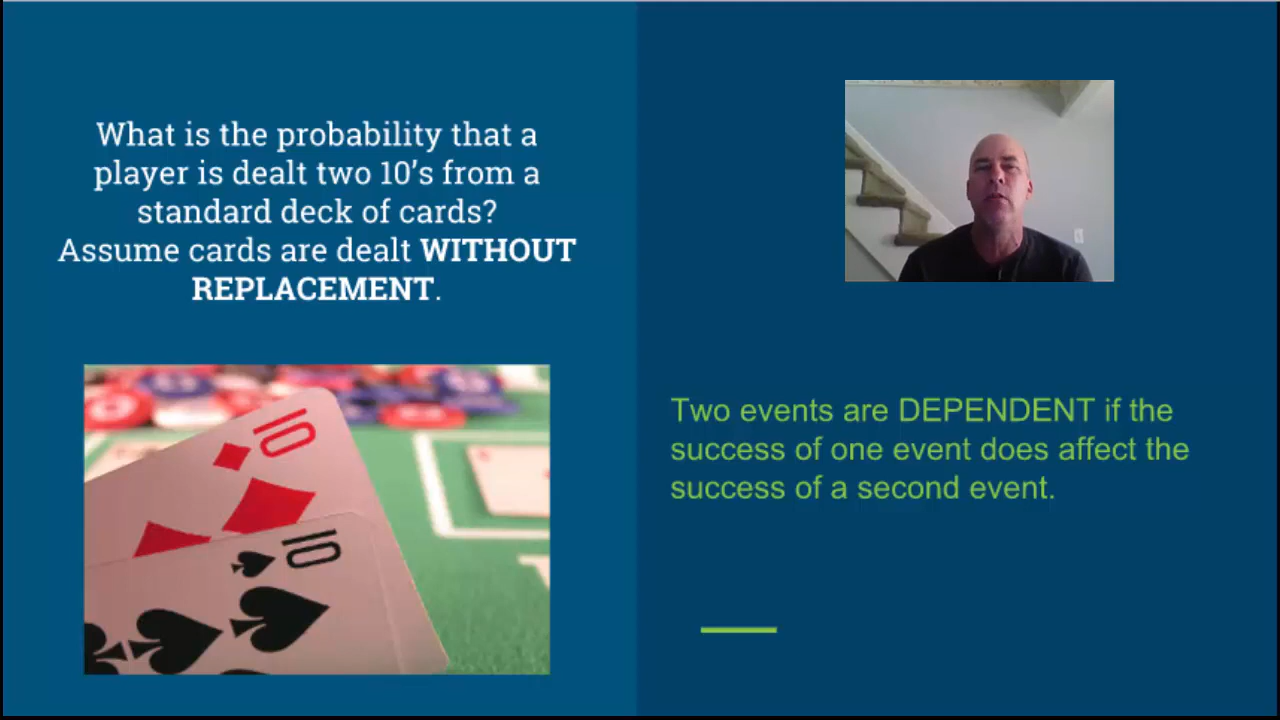 What is the probability that a
player is dealt two 10’s from a
standard deck of cards?
Assume cards are dealt WITHOUT
REPLACEMENT.
10
10
Two events are DEPENDENT if the
success of one event does affect the
success of a second event.